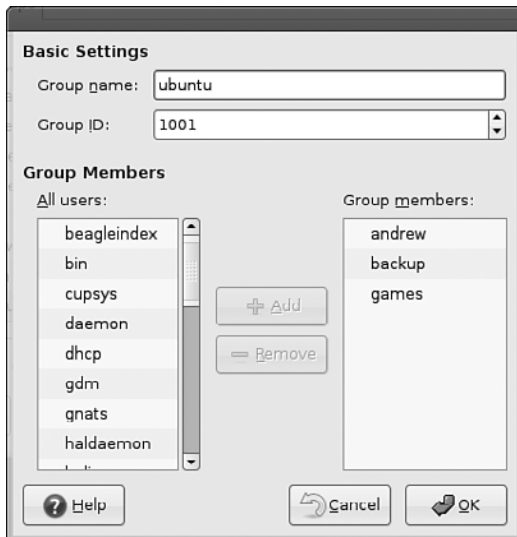 Basic Settings
Group name: ubuntu
Group ID: 1001
Group Members
All users:
beagleindex
bin
cupsys
daemon
dhcp
gdm
gnats
haldaemon
Add
Remove
Group members:
andrew
backup
games
Help
Cancel
OK